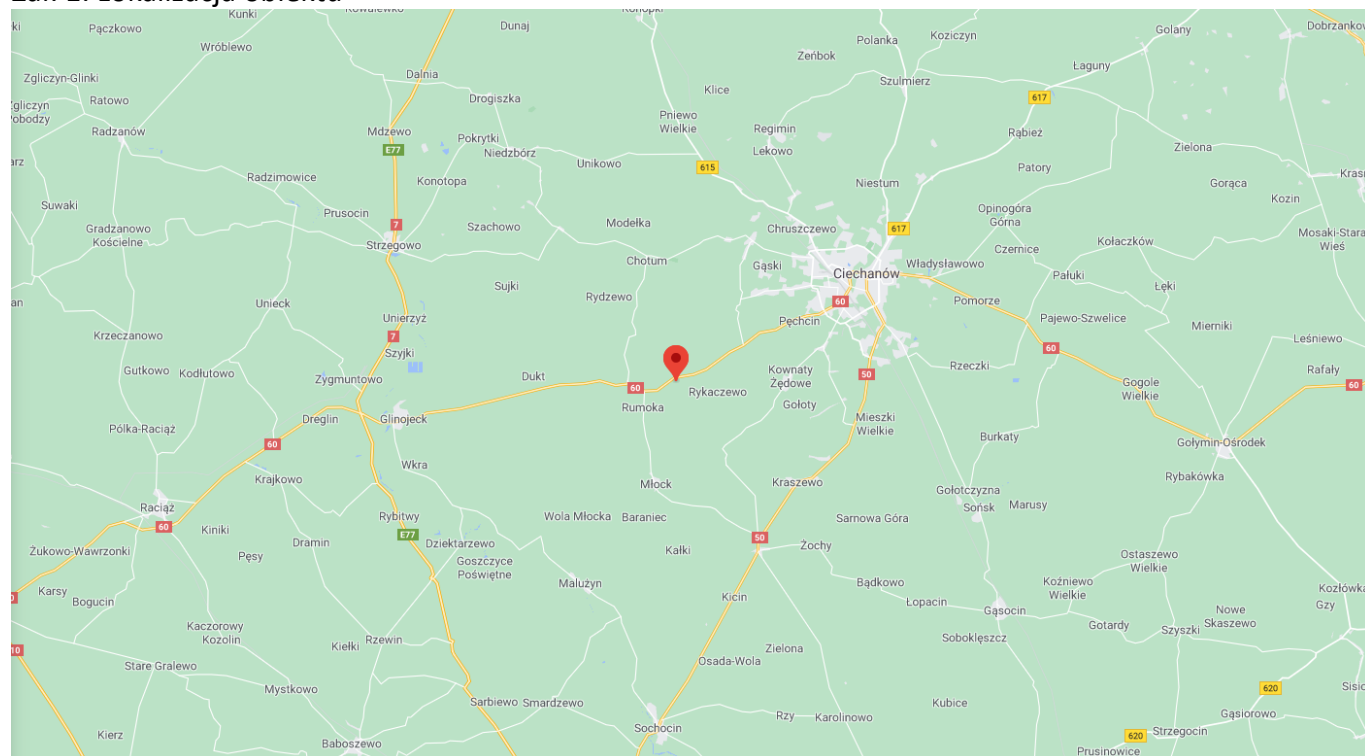 Kunki
Kowalewko
Konopki
Pączkowo
Dunaj
Golany
Dobrzankow
Wróblewo
Polanka
Koziczyn
Zeńbok
Łaguny
Zgliczyn-Glinki
Dalnia
Szulmierz
Klice
Ratowo
Drogiszka
617
Pniewo
Wielkie
Radzanów
Mdzewo
Pokrytki
Regimin
Rąbież
E77
Niedzbórz
Lekowo
Zielona
Unikowo
615
Patory
Radzimowice
Konotopa
Niestum
Gorąca
Kozin
Suwaki
Prusocin
Opinogóra
Górna
Gradzanowo
Kościelne
7
Szachowo
Modełka
Chruszczewo
617
Kołaczków
Mosaki-Stara
Wieś
Strzegowo
Czernice
Chotum
Gąski
Ciechanów
Władysławowo
Pałuki
Łęki
Sujki
Rydzewo
Unieck
60
Pomorze
Unierzyż
Pęchcin
Pajewo-Szwelice
Mierniki
Krzeczanowo
7
Leśniewo
Szyjki
60
Gutkowo
Kodłutowo
Zygmuntowo
Dukt
Kownaty
Żędowe
Rzeczki
Rafały
60
50
Gogole
Wielkie
60
Rykaczewo
Rumoka
Gołoty
Dreglin
Glinojeck
Mieszki
Wielkie
Pólka-Raciąż
60
Burkaty
Gołymin-Ośrodek
Wkra
Krajkowo
Młock
Kraszewo
Rybakówka
Gołotczyzna
Raciąż
Sońsk
Marusy
Rybitwy
Wola Młocka
Baraniec
Sarnowa Góra
60
Kiniki
E77
50
Dramin
Dziektarzewo
Żukowo-Wawrzonki
Kałki
Żochy
Pęsy
Goszczyce
Poświętne
Ostaszewo
Wielkie
Karsy
Malużyn
Bądkowo
Koźniewo
Wielkie
Bogucin
Kicin
Łopacin
Gąsocin
Nowe
Skaszewo
Gzy
Kaczorowy
Kozolin
Gotardy
Szyszki
Kiełki
Rzewin
Soboklęszcz
10
Zielona
Stare Gralewo
Osada-Wola
Mystkowo
620
Sarbiewo
Smardzewo
Kubice
Rzy
Karolinowo
Gąsiorowo
Sochocin
Strzegocin
Kierz
620
Baboszewo
Prusinowice